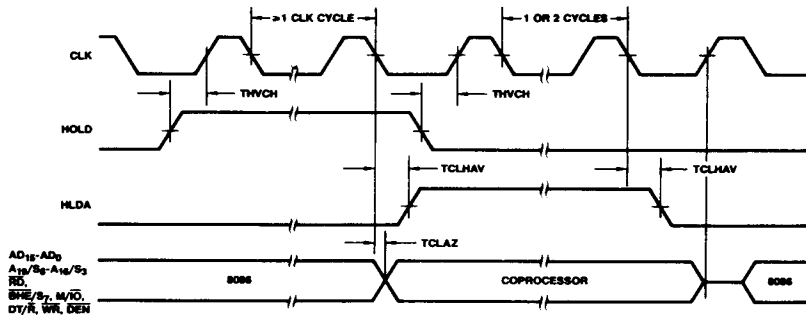 ≥1 CLK CYCLE
1 OR 2 CYCLES
CLK
THVCH
THVCH
HOLD
TCLHAV
TCLHAV
HLDA
TCLAZ
AD15-AD0
A19/S6-A16/S3
RD,
BHE/S7, M/IO,
DT/R, WR, DEN
8086
COPROCESSOR
8086